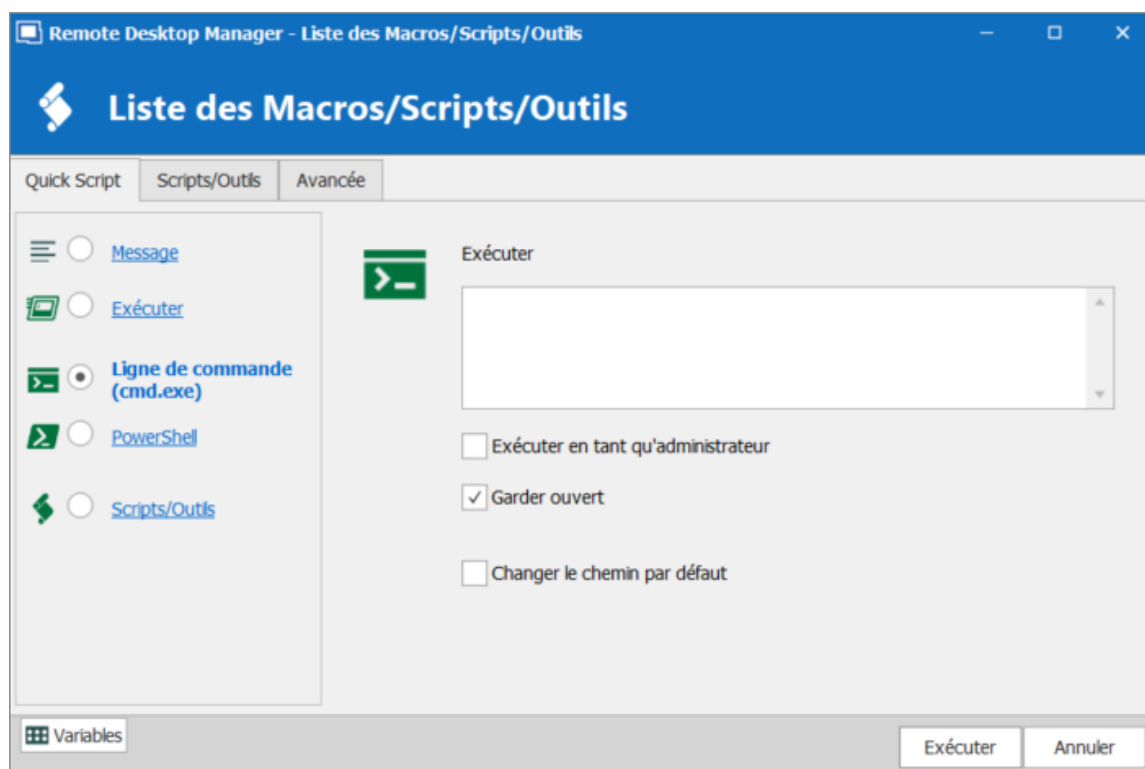 Remote Desktop Manager - Liste des Macros/Scripts/Outils
Liste des Macros/Scripts/Outils
Quick Script
Scripts/Outils
Avancée
Message
Exécuter
Ligne de commande
(cmd.exe)
PowerShell
Scripts/Outils
Exécuter
Exécuter en tant qu'administrateur
Garder ouvert
Changer le chemin par défaut
Variables
Exécuter
Annuler